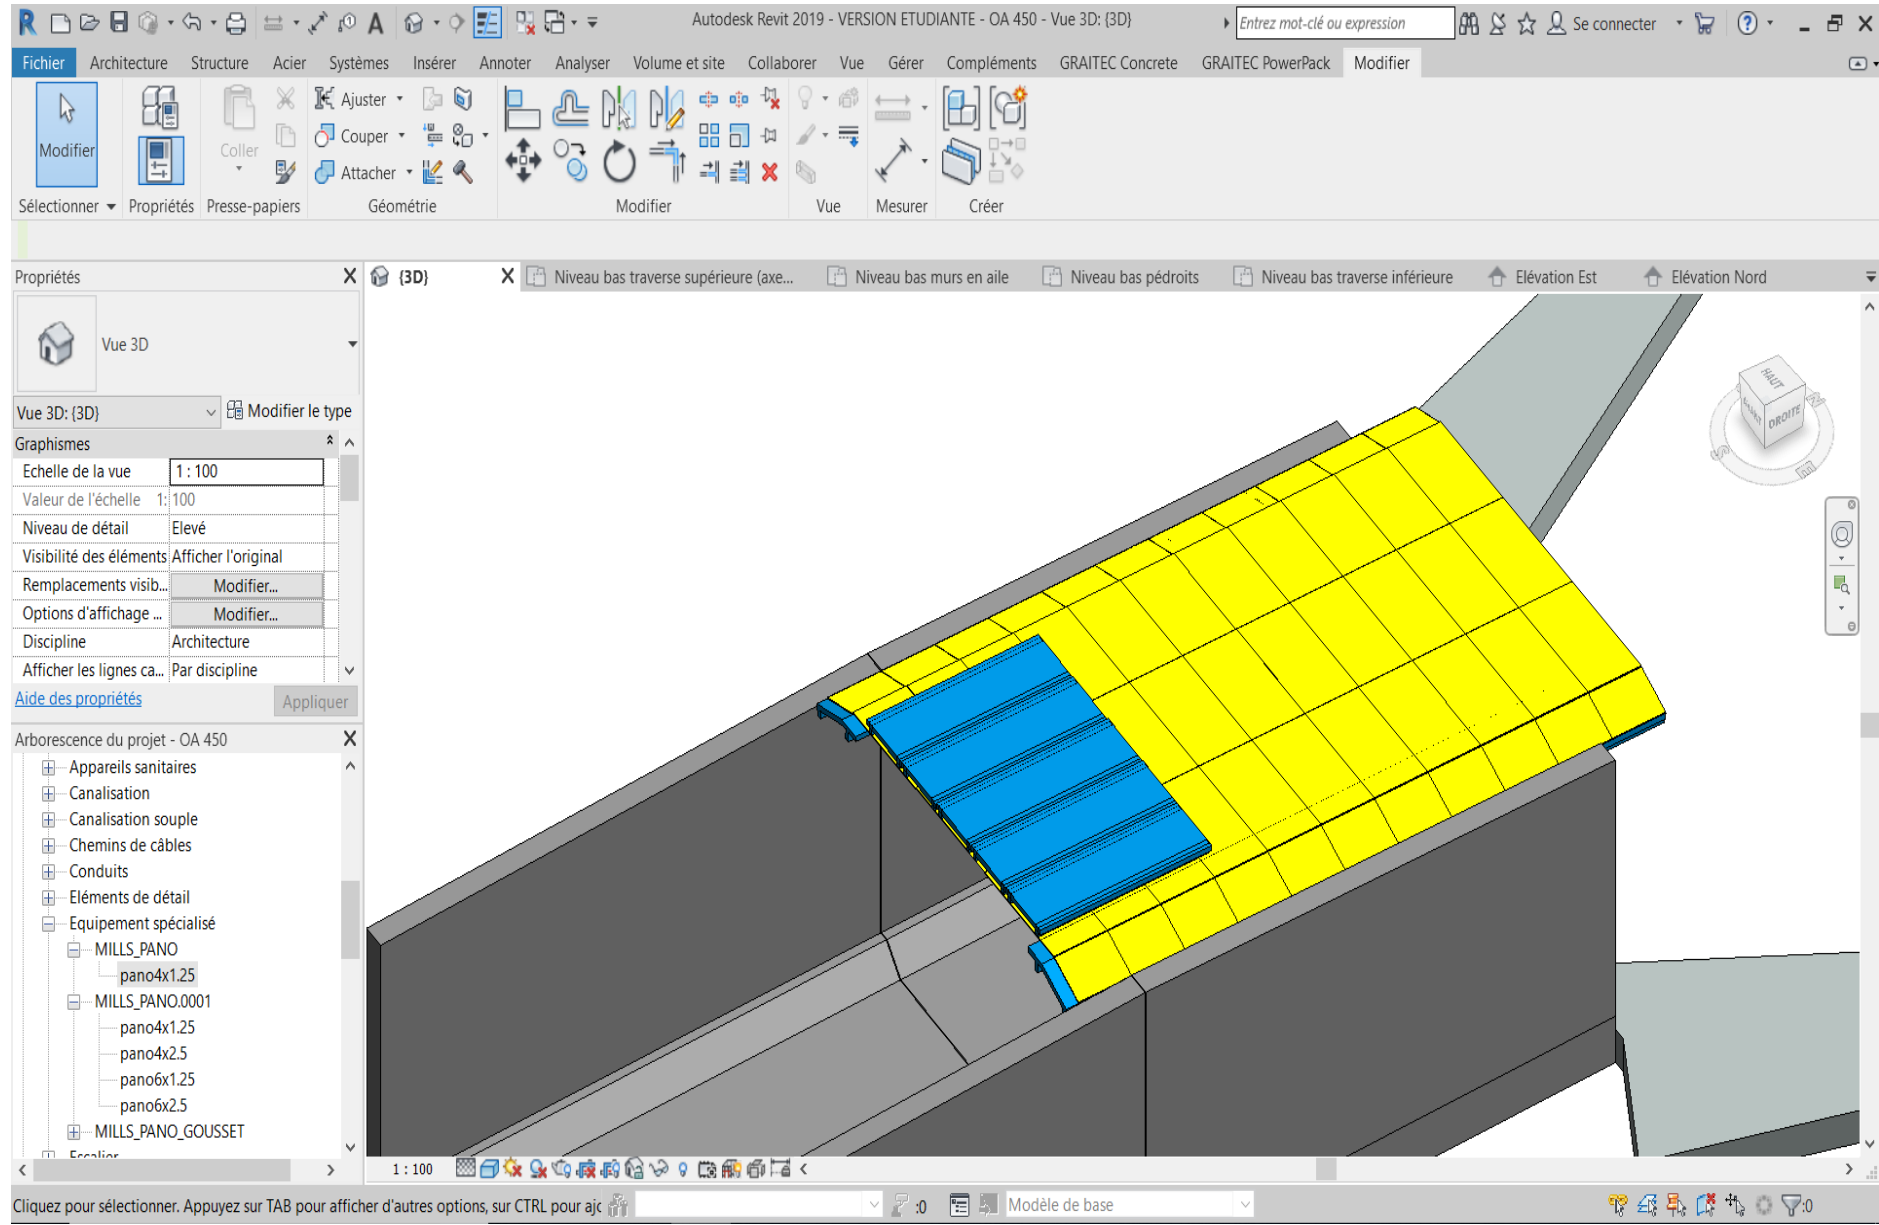 Autodesk Revit 2019 - VERSION ETUDIANTE - OA 450 - Vue 3D: {3D}
Entrez mot-clé ou expression
Se connecter
Fichier Architecture Structure Acier Systèmes Insérer Annoter Analyser Volume et site Collaborer Vue Gérer Compléments GRAITEC Concrete GRAITEC PowerPack Modifier
Modifier
Coller
Ajuster
Couper
Attacher
Sélectionner Propriétés Presse-papiers Géométrie Modifier Vue Mesurer Créer
Propriétés
{3D} Niveau bas traverse supérieure (axe... Niveau bas murs en aile Niveau bas pédroits Niveau bas traverse inférieure Elévation Est Elévation Nord
Vue 3D
Vue 3D: {3D} Modifier le type
Graphismes
Echelle de la vue 1 : 100
Valeur de l'échelle 1: 100
Niveau de détail Elevé
Visibilité des éléments Afficher l'original
Remplacements visib... Modifier...
Options d'affichage ... Modifier...
Discipline Architecture
Afficher les lignes ca... Par discipline
Aide des propriétés Appliquer
Arborescence du projet - OA 450
Appareils sanitaires
Canalisation
Canalisation souple
Chemins de câbles
Conduits
Eléments de détail
Equipement spécialisé
MILLS_PANO
pano4x1.25
MILLS_PANO.0001
pano4x1.25
pano4x2.5
pano6x1.25
pano6x2.5
MILLS_PANO_GOUSSET
Escalier
HAUT
DROITE
S
E
1 : 100
Cliquez pour sélectionner. Appuyez sur TAB pour afficher d'autres options, sur CTRL pour ajc
:0
Modèle de base
:0